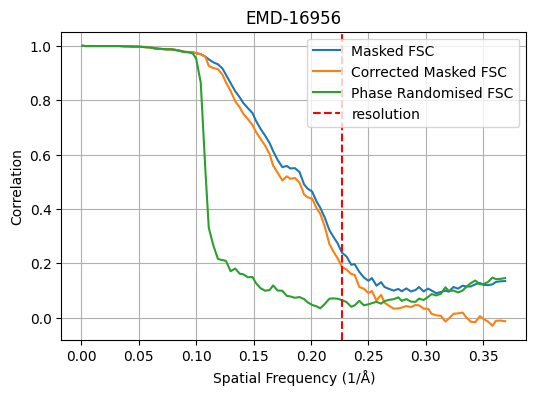 EMD-16956
Masked FSC
Corrected Masked FSC
Phase Randomised FSC
resolution
Correlation
1.0
0.8
0.6
0.4
0.2
0.0
0.00 0.05 0.10 0.15 0.20 0.25 0.30 0.35
Spatial Frequency (1/Å)